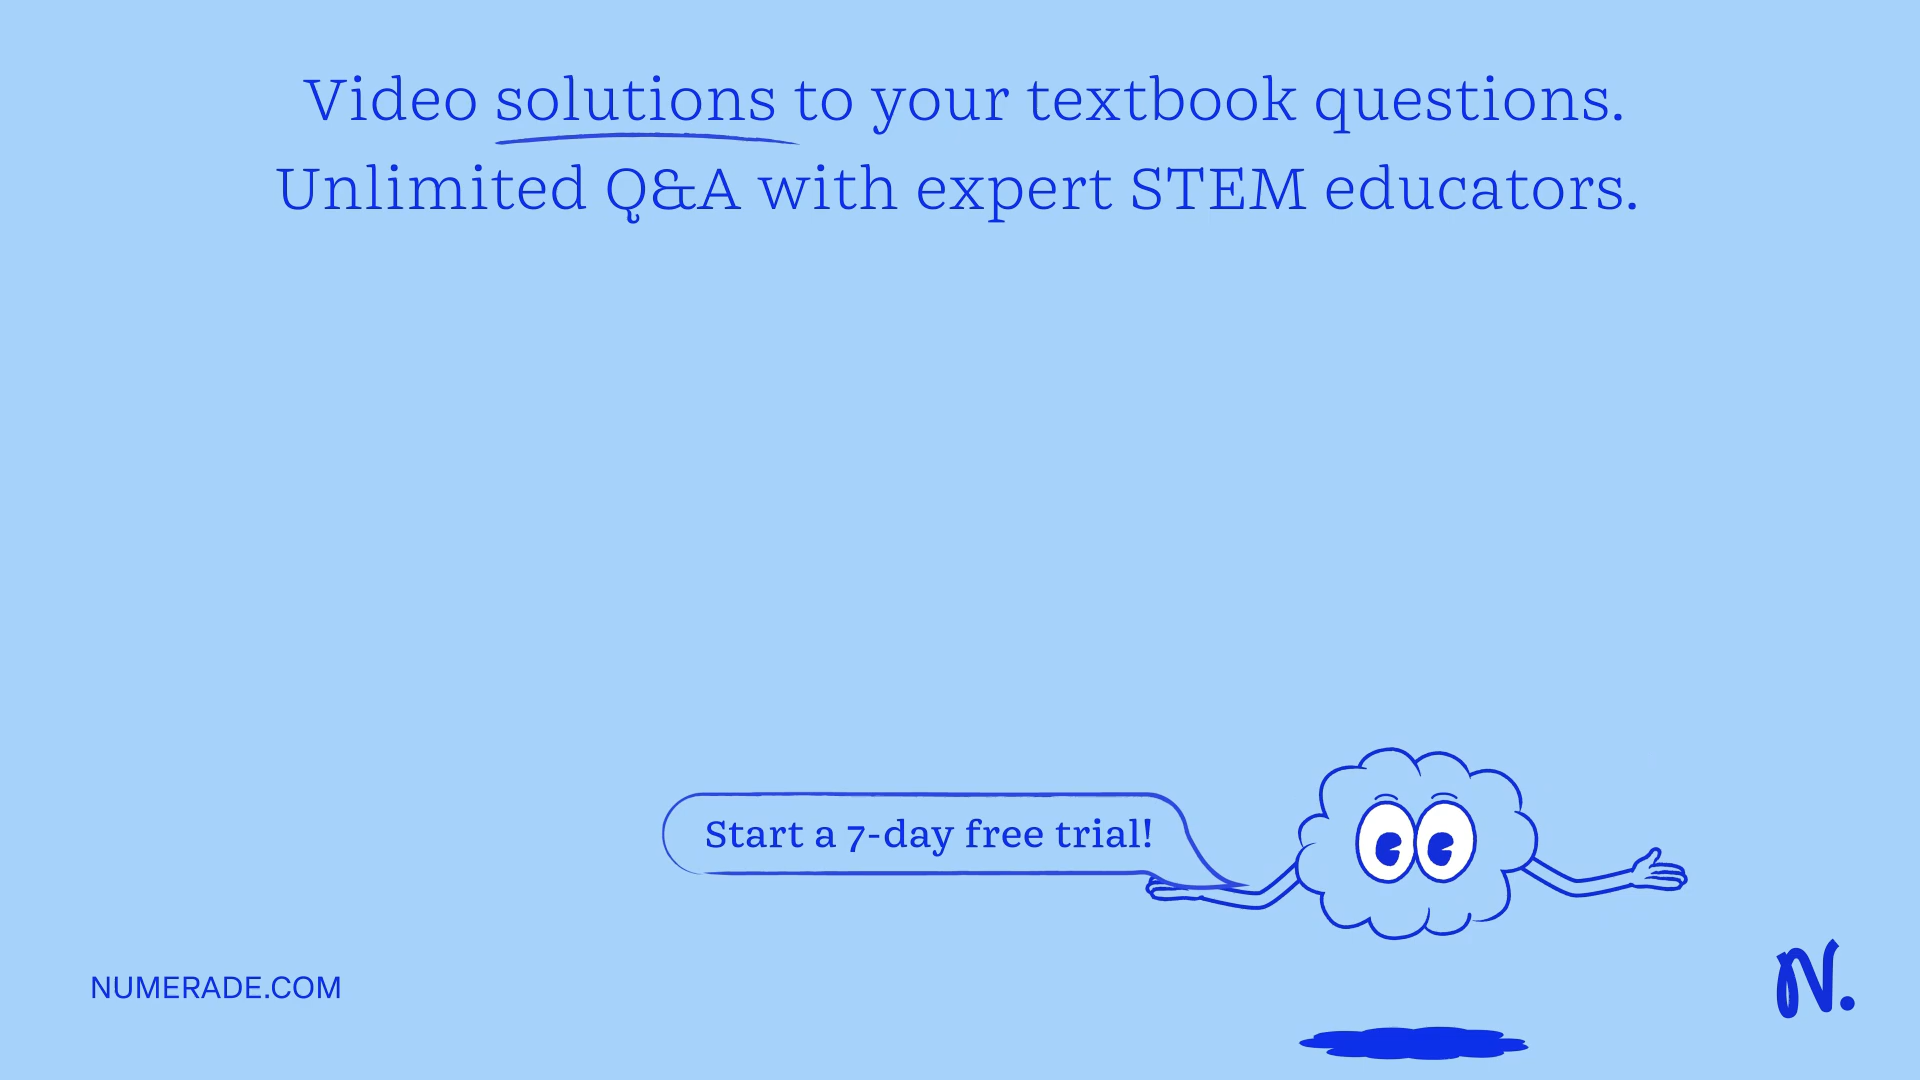 Video solutions to your textbook questions.
Unlimited Q&A with expert STEM educators.
Start a 7-day free trial!
NUMERADE.COM
N.